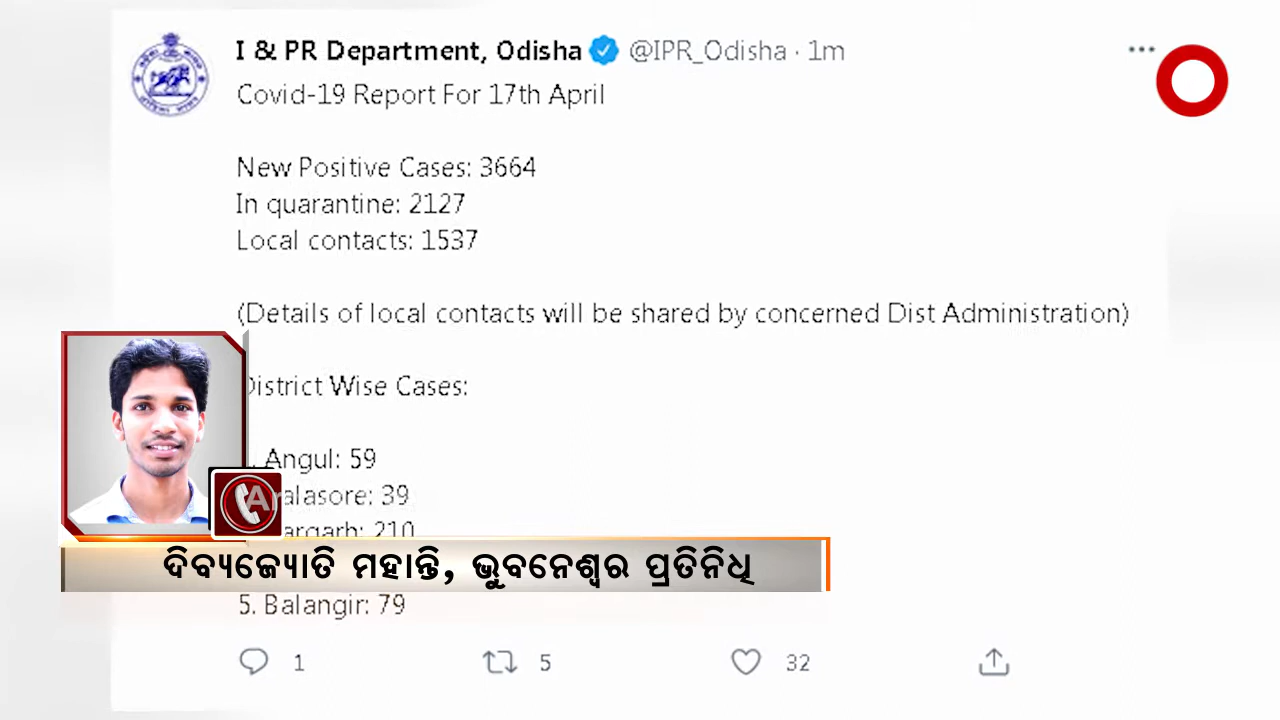 I & PR Department, Odisha @IPR_Odisha · 1m
Covid-19 Report For 17th April
New Positive Cases: 3664
In quarantine: 2127
Local contacts: 1537
(Details of local contacts will be shared by concerned Dist Administration)
District Wise Cases:
Angul: 59
alasore: 39
argarh: 210
ଦିବ୍ୟଜ୍ୟୋତି ମହାନ୍ତି, ଭୁବନେଶ୍ୱର ପ୍ରତିନିଧି
5. Balangir: 79
1 5 32